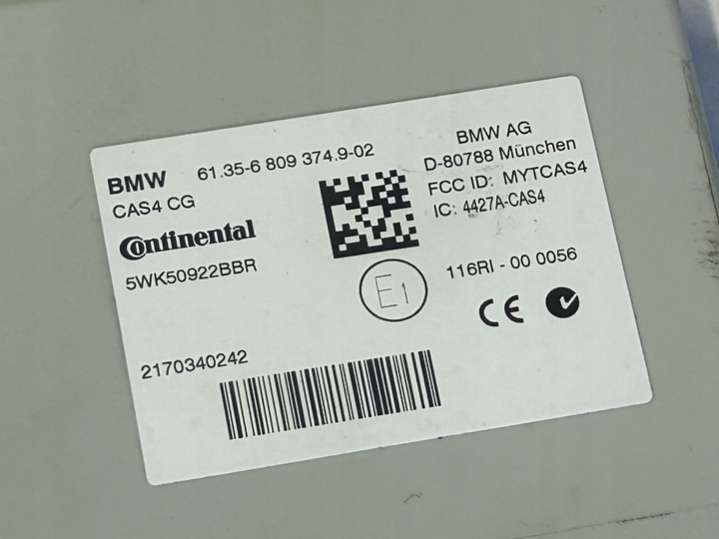 BMW 61.35-6 809 374.9-02
CAS4 CG
Continental
5WK50922BBR
BMW AG
D-80788 München
FCC ID: MYTCAS4
IC: 4427A-CAS4
E1
116RI - 00 0056
CE
2170340242